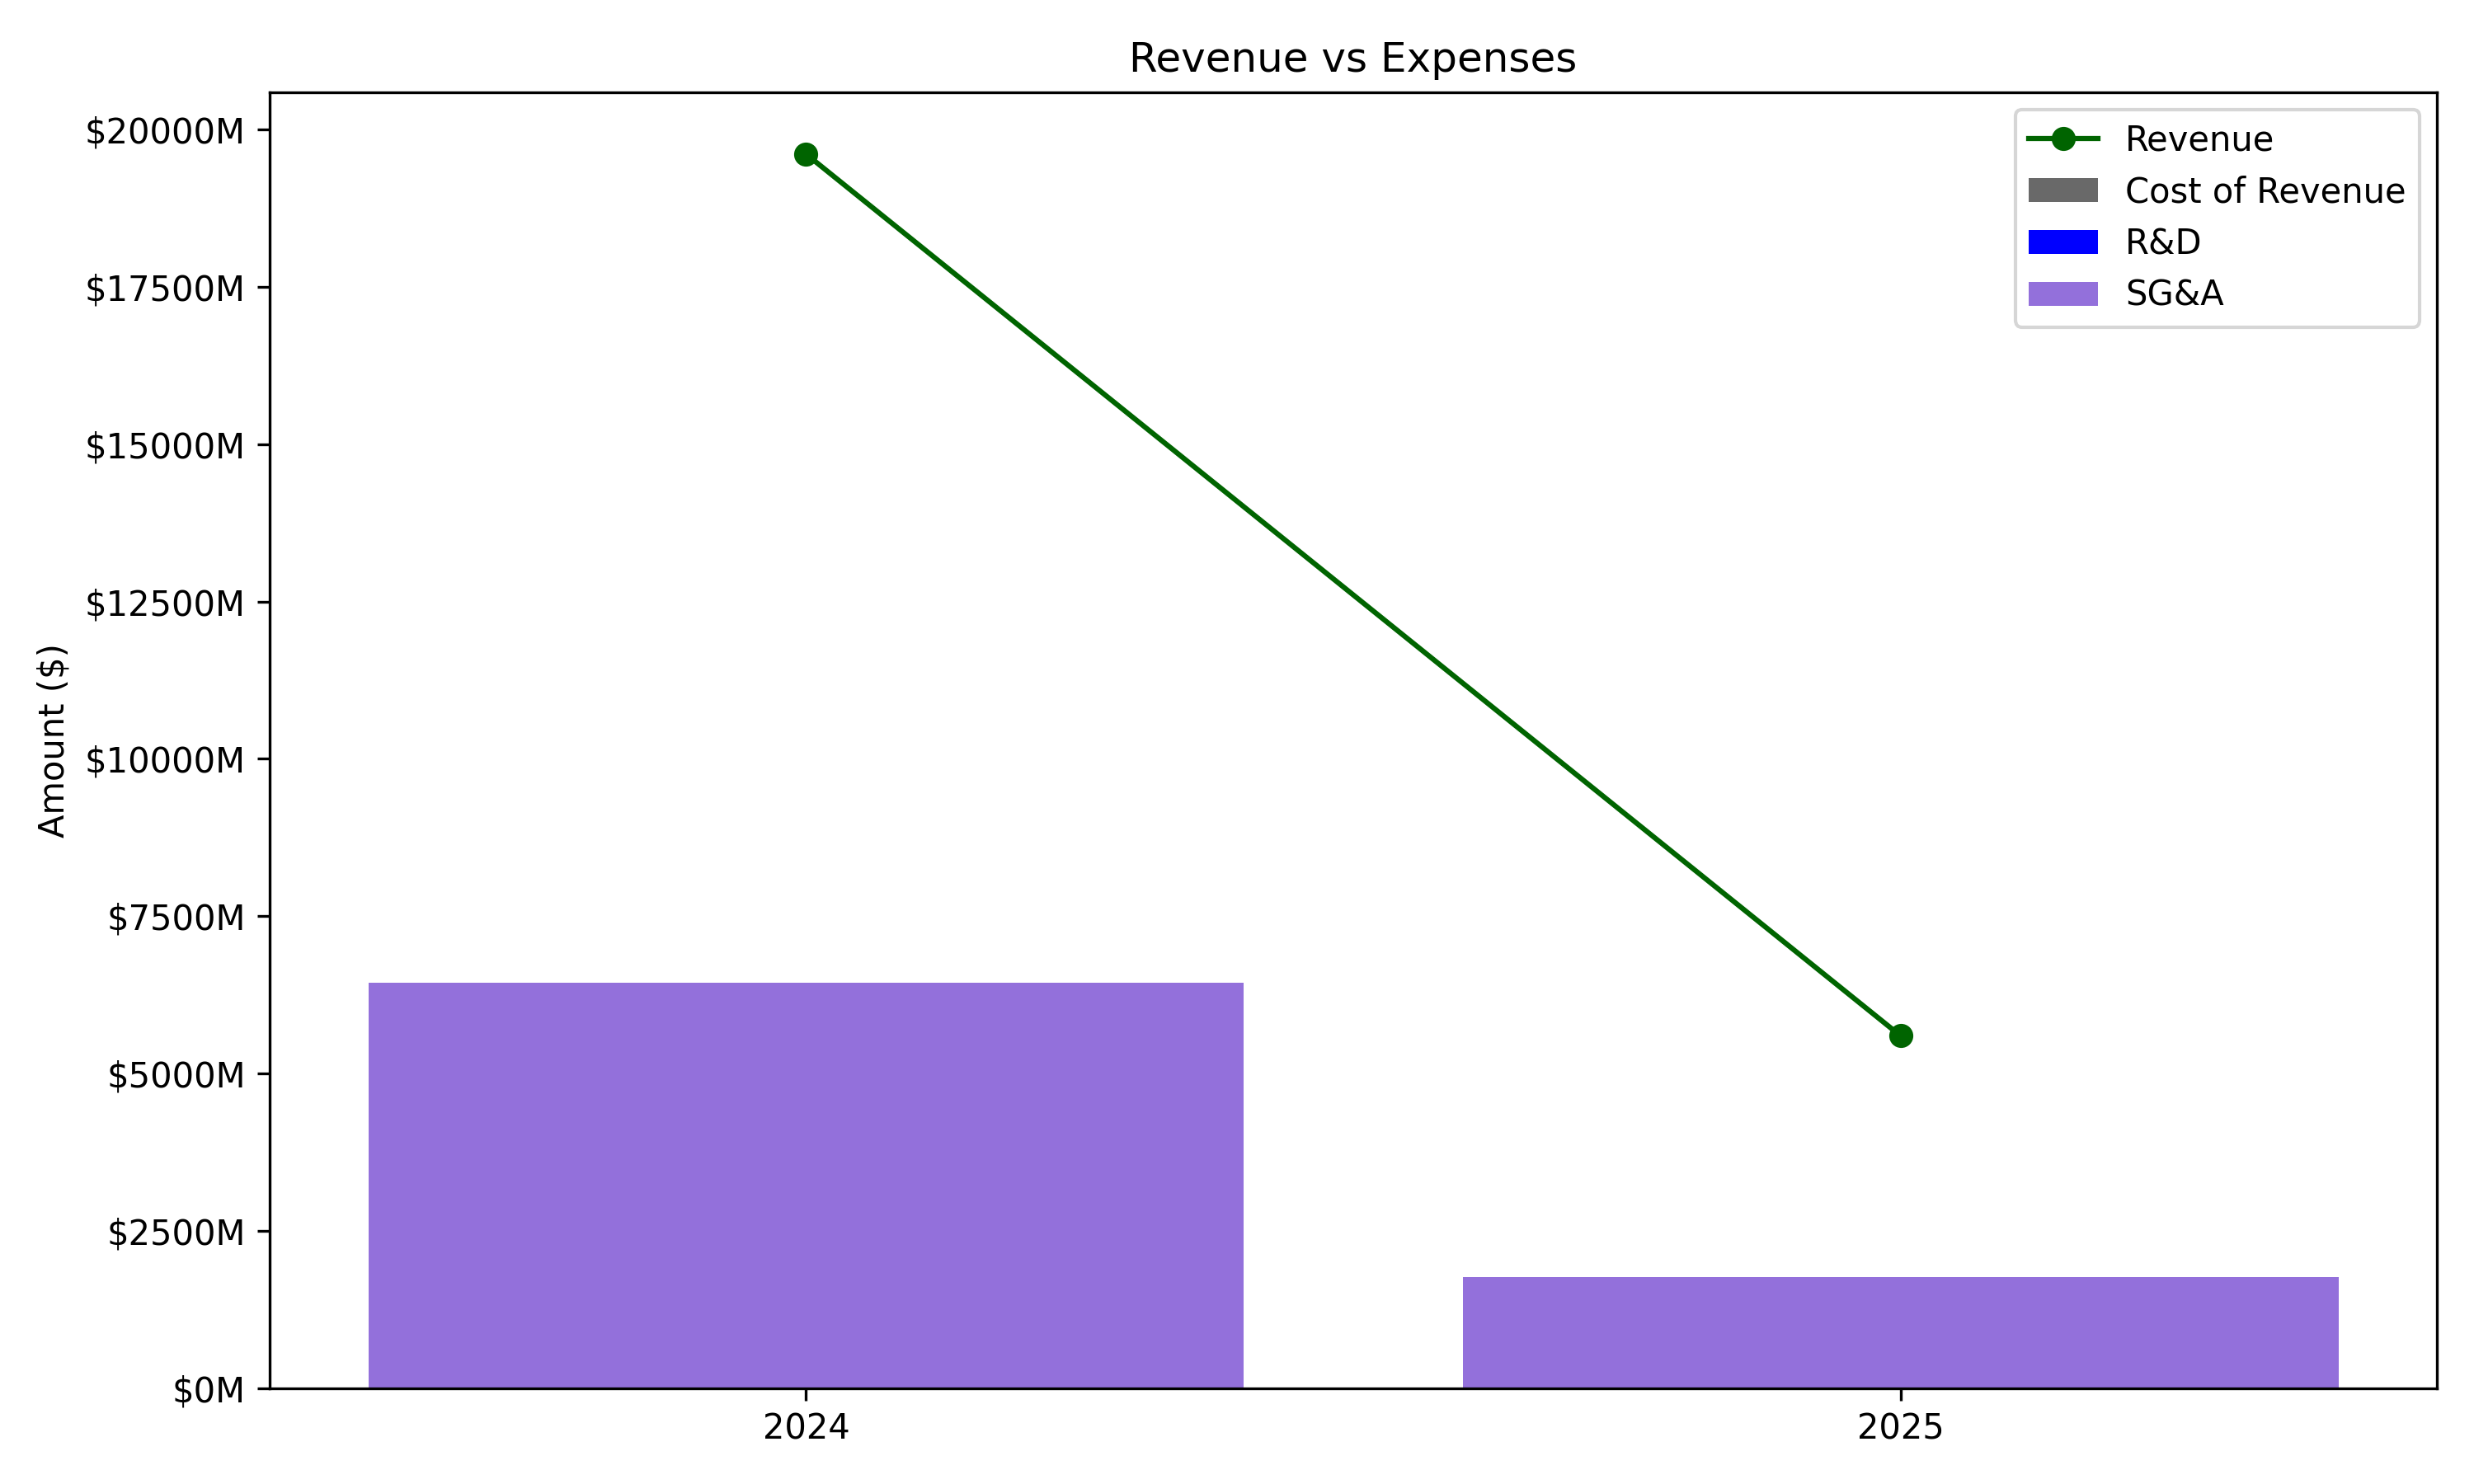 Revenue vs Expenses
Revenue
Cost of Revenue
R&D
SG&A
Amount ($)
$20000M
$17500M
$15000M
$12500M
$10000M
$7500M
$5000M
$2500M
$0M
2024
2025